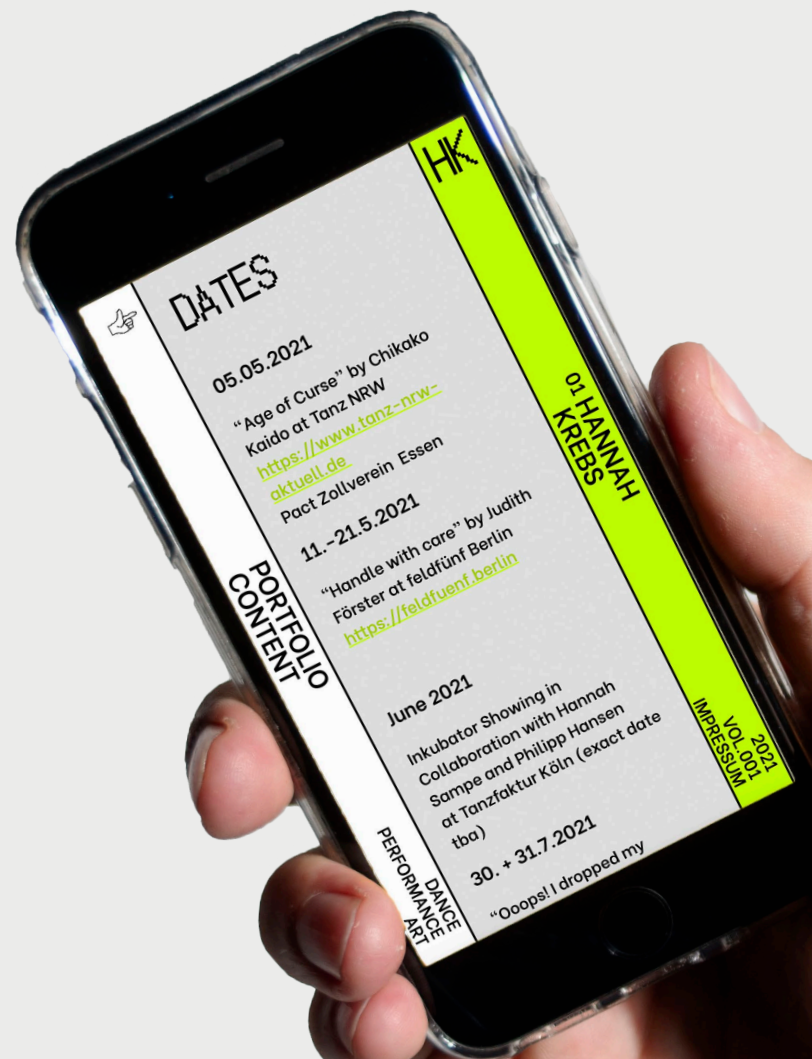 HK
DATES
05.05.2021
“Age of Curse” by Chikako
Kaido at Tanz NRW
https://www.tanz-nrw-
aktuell.de
Pact Zollverein Essen
11.–21.5.2021
“Handle with care” by Judith
Förster at feldfünf Berlin
https://feldfuenf.berlin
June 2021
Inkubator Showing in
Collaboration with Hannah
Sampe and Philipp Hansen
at Tanzfaktur Köln (exact date
tba)
30. + 31.7.2021
“Ooops! I dropped my
PORTFOLIO
CONTENT
DANCE
PERFORMANCE
ART
01 HANNAH
KREBS
2021
VOL.001
IMPRESSUM